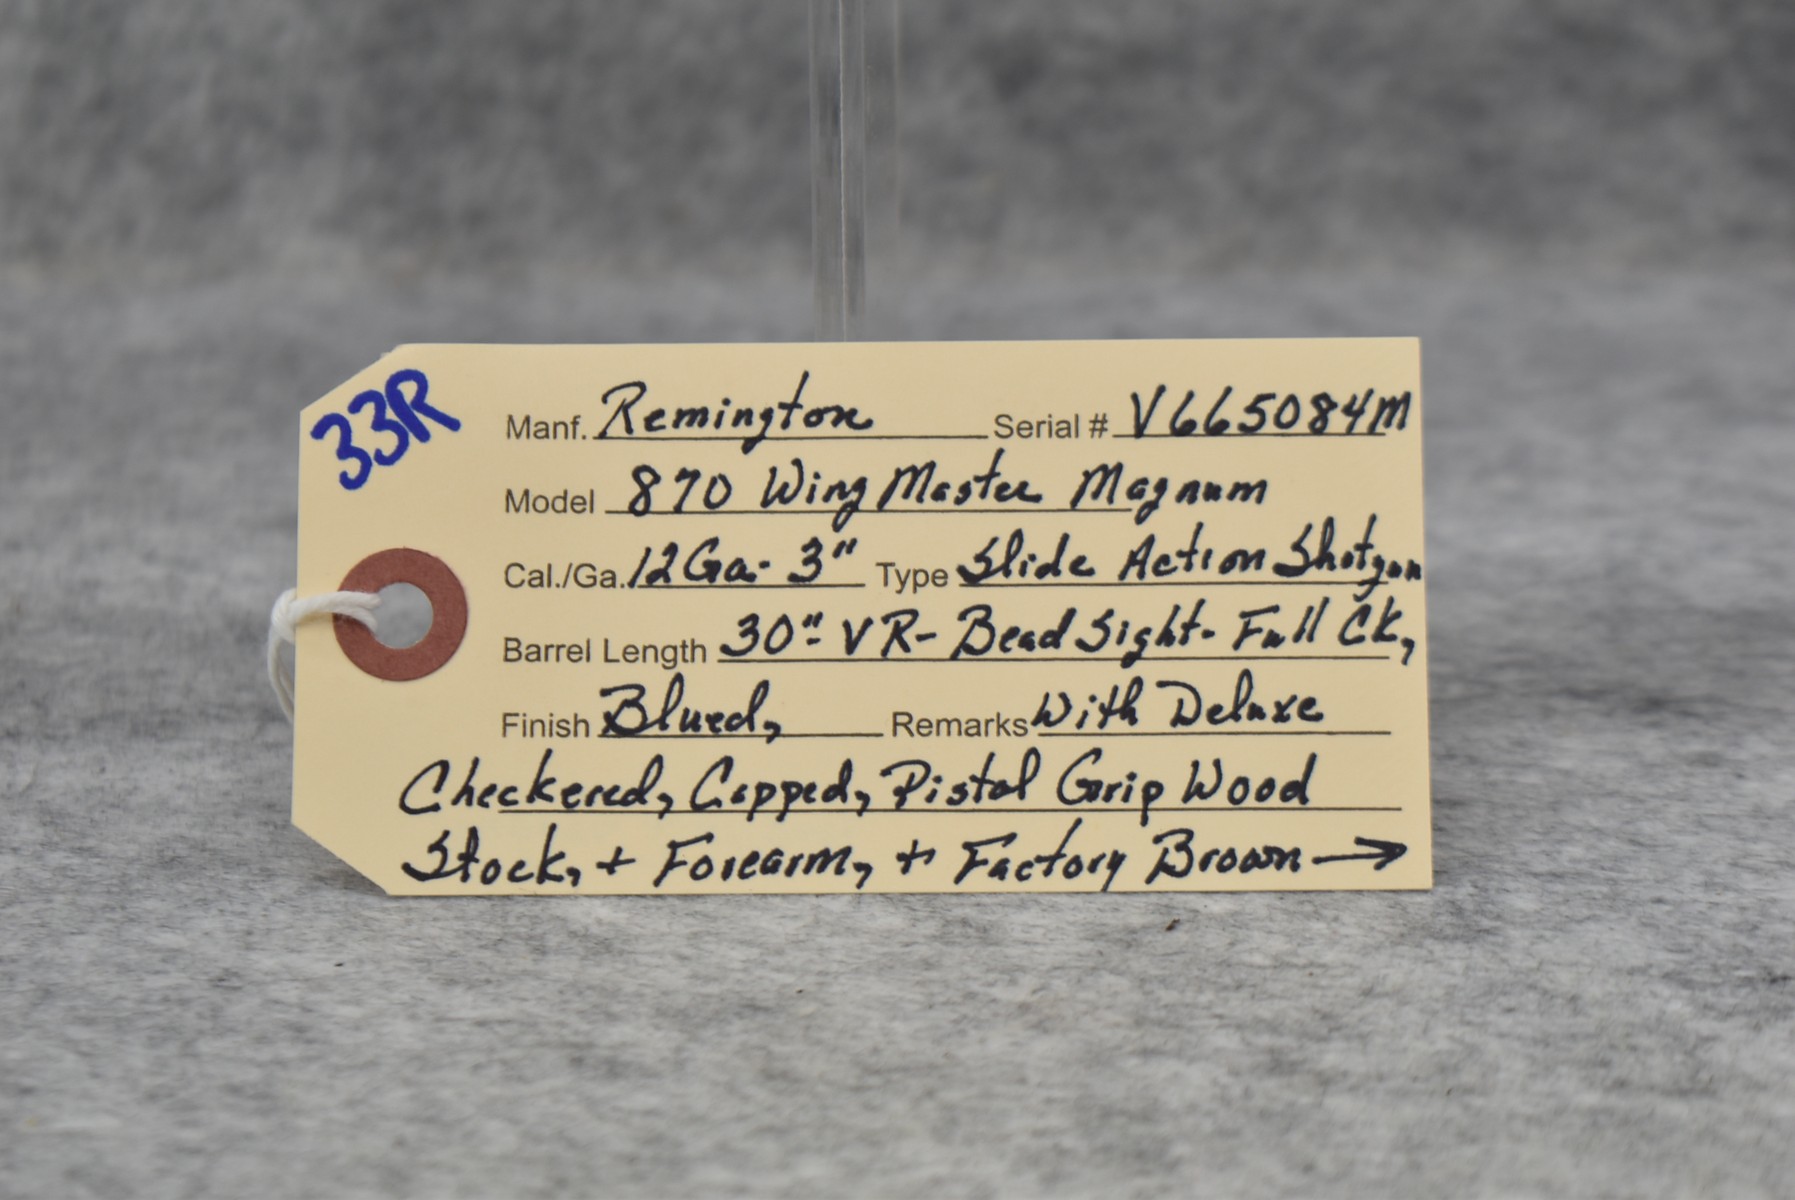 33R
Manf. Remington Serial # V665084M
Model 870 Wing Master Magnum
Cal./Ga. 12Ga- 3" Type Slide Action Shotgun
Barrel Length 30"- VR- Bead Sight- Full Ck,
Finish Blued, Remarks With Deluxe
Checkered, Capped, Pistol Grip Wood
Stock, + Forearm, + Factory Brown →